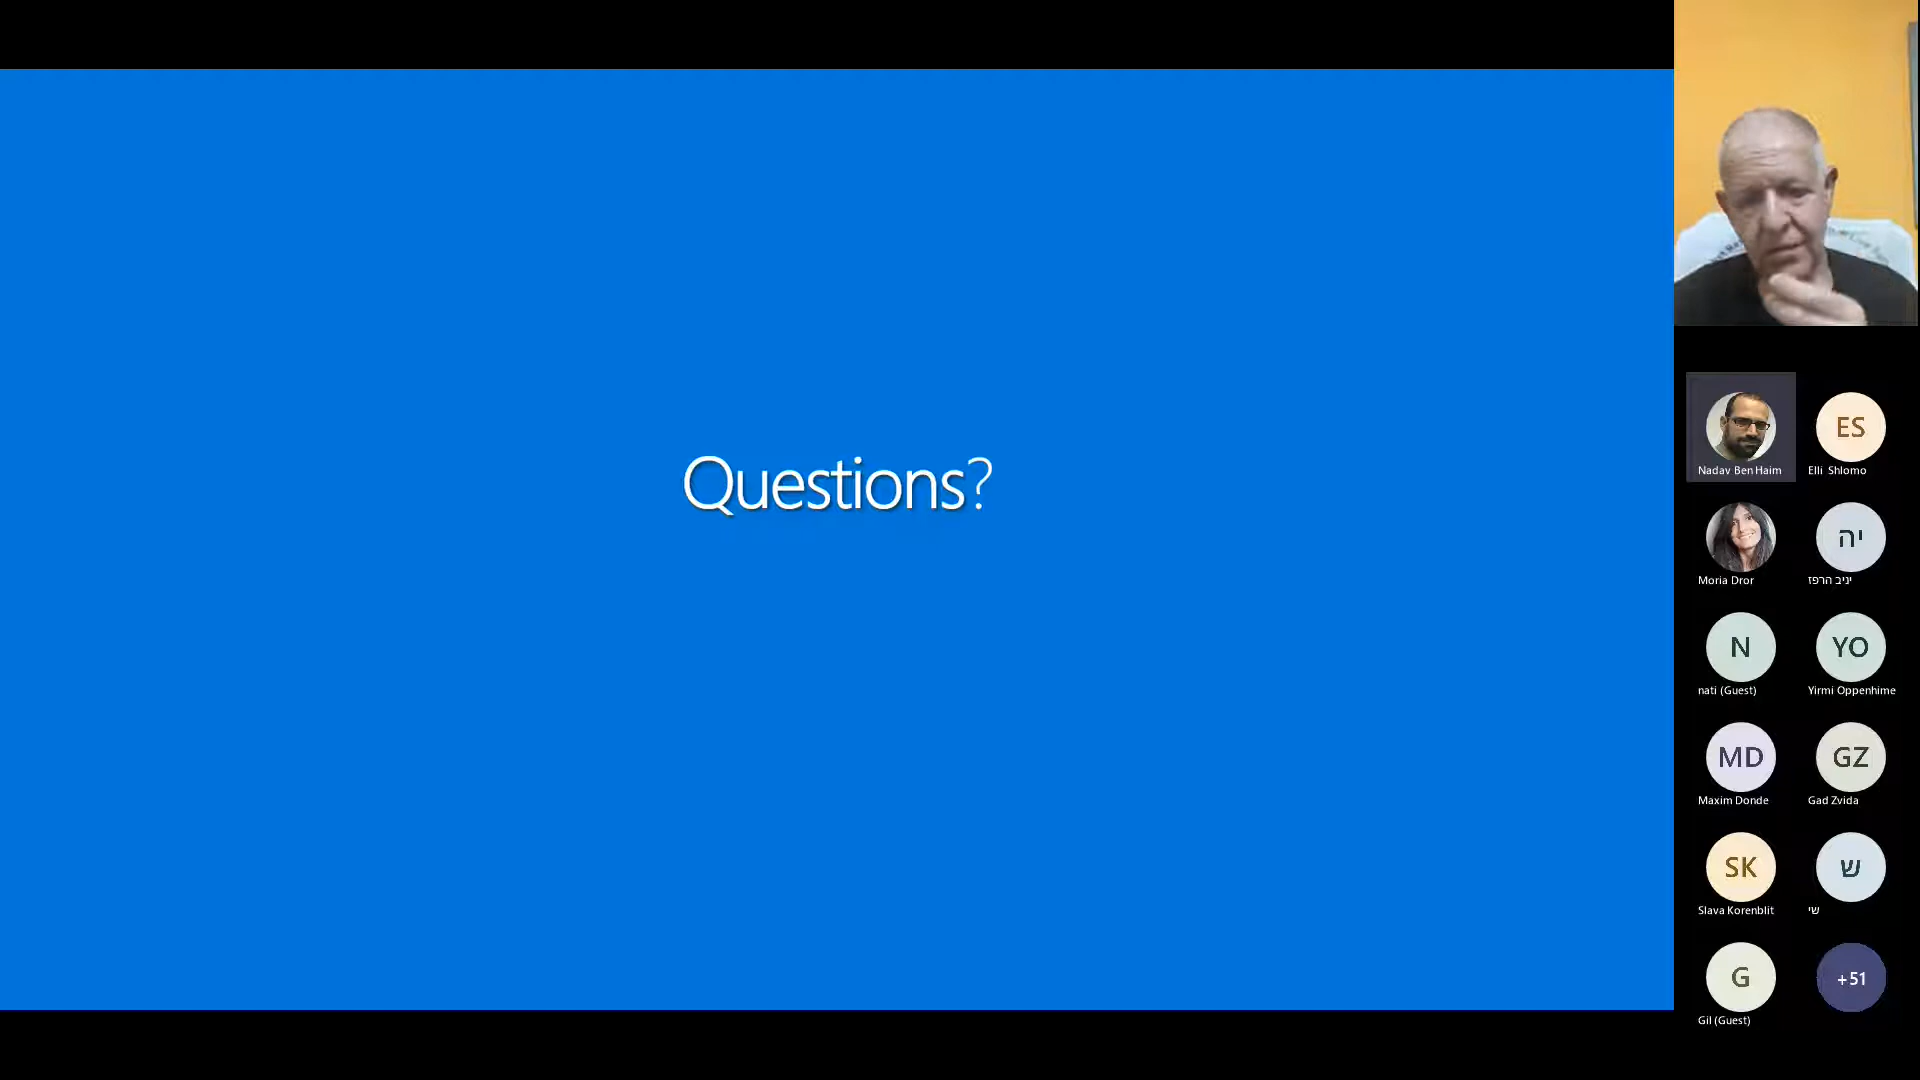 Questions?
Nadav Ben Haim
ES
Elli Shlomo
Moria Dror
יה
יניב הרפז
N
nati (Guest)
YO
Yirmi Oppenhime
MD
Maxim Donde
GZ
Gad Zvida
SK
Slava Korenblit
ש
שי
G
Gil (Guest)
+51